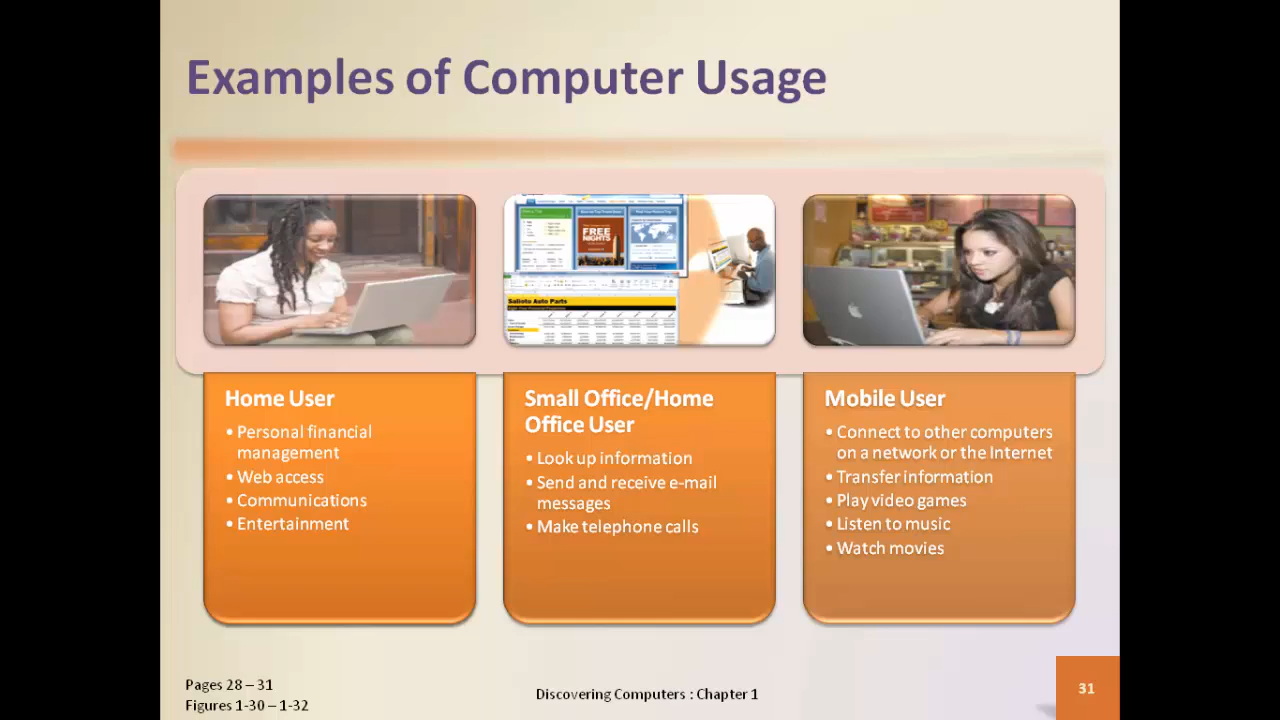 Examples of Computer Usage
FREE
NIGHTS
Salioto Auto Parts
Home User
• Personal financial
management
• Web access
• Communications
• Entertainment
Small Office/Home
Office User
• Look up information
• Send and receive e-mail
messages
• Make telephone calls
Mobile User
• Connect to other computers
on a network or the Internet
• Transfer information
• Play video games
• Listen to music
• Watch movies
Pages 28 – 31
Figures 1-30 – 1-32
Discovering Computers : Chapter 1
31